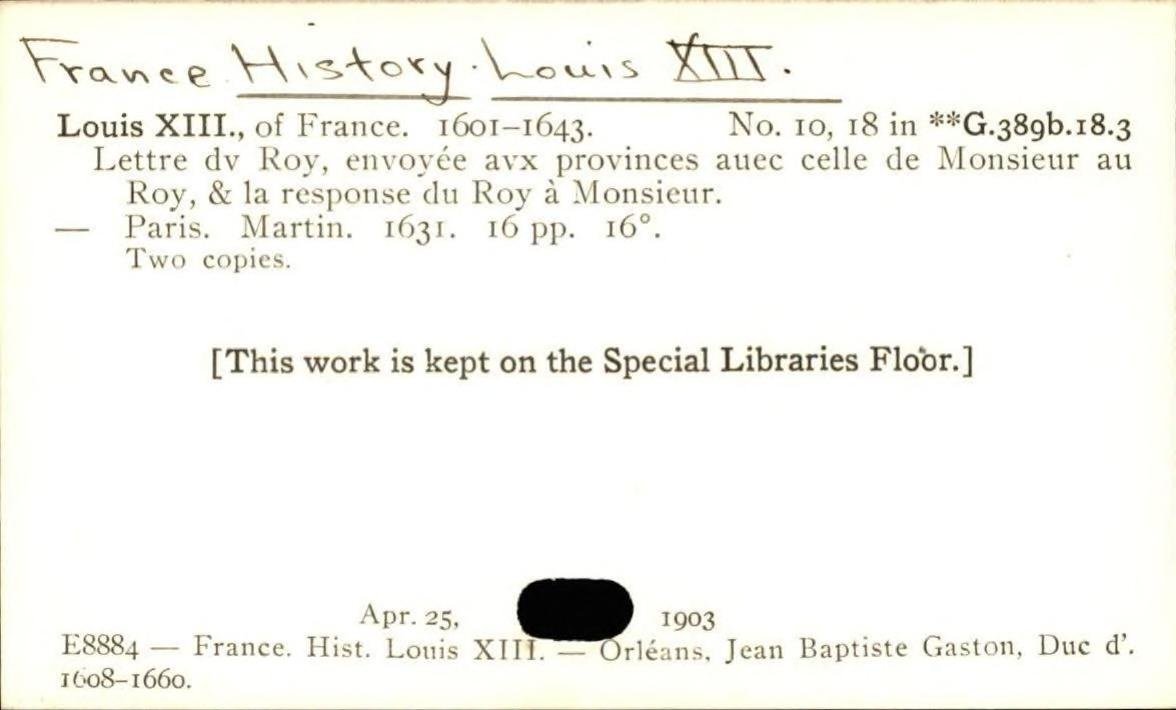 France History. Louis XIII.
Louis XIII., of France. 1601-1643. No. 10, 18 in **G.389b.18.3
Lettre dv Roy, envoyée avx provinces auec celle de Monsieur au
Roy, & la response du Roy à Monsieur.
— Paris. Martin. 1631. 16 pp. 16°.
Two copies.
[This work is kept on the Special Libraries Floor.]
Apr. 25, 1903
E8884 — France. Hist. Louis XIII. — Orléans, Jean Baptiste Gaston, Duc d'.
1608-1660.